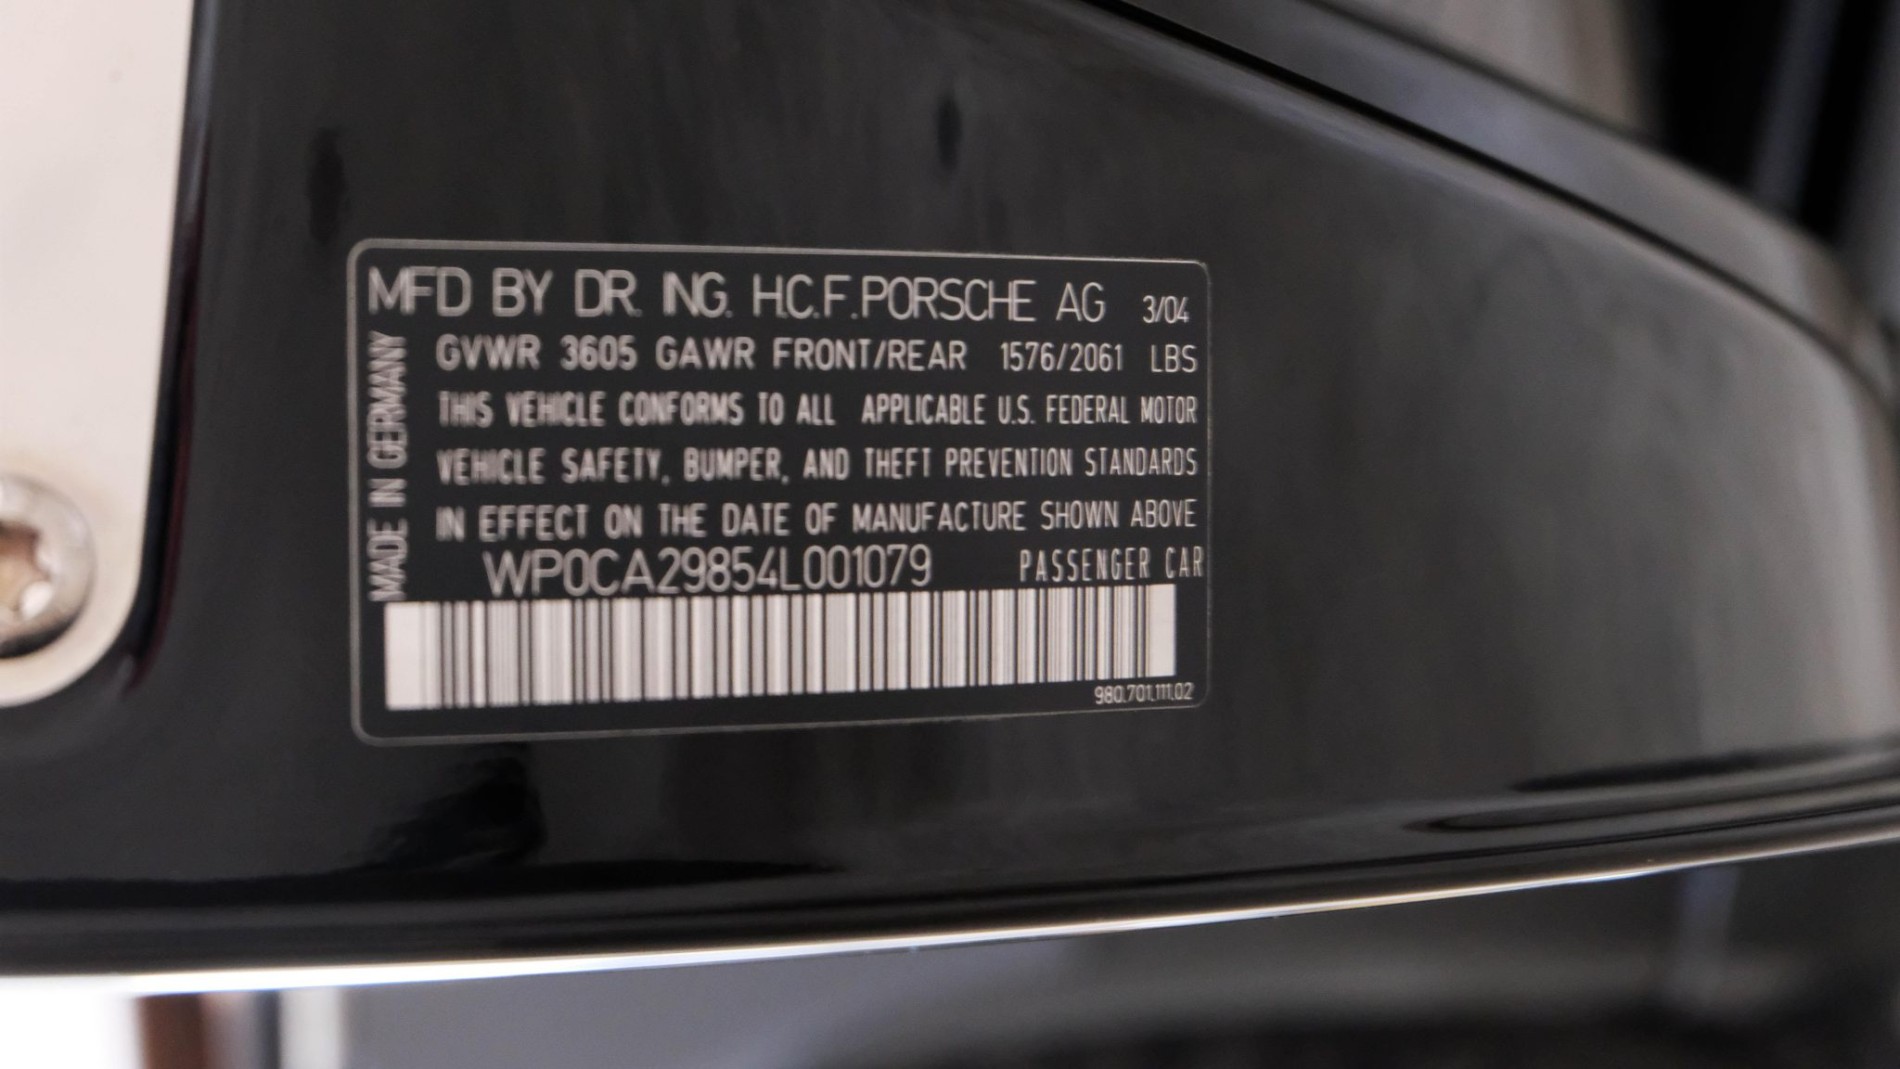 MFD BY DR. ING. H.C.F.PORSCHE AG 3/04
GVWR 3605 GAWR FRONT/REAR 1576/2061 LBS
THIS VEHICLE CONFORMS TO ALL APPLICABLE U.S. FEDERAL MOTOR
VEHICLE SAFETY, BUMPER, AND THEFT PREVENTION STANDARDS
IN EFFECT ON THE DATE OF MANUFACTURE SHOWN ABOVE
WP0CA29854L001079 PASSENGER CAR
980.701.111.02
MADE IN GERMANY